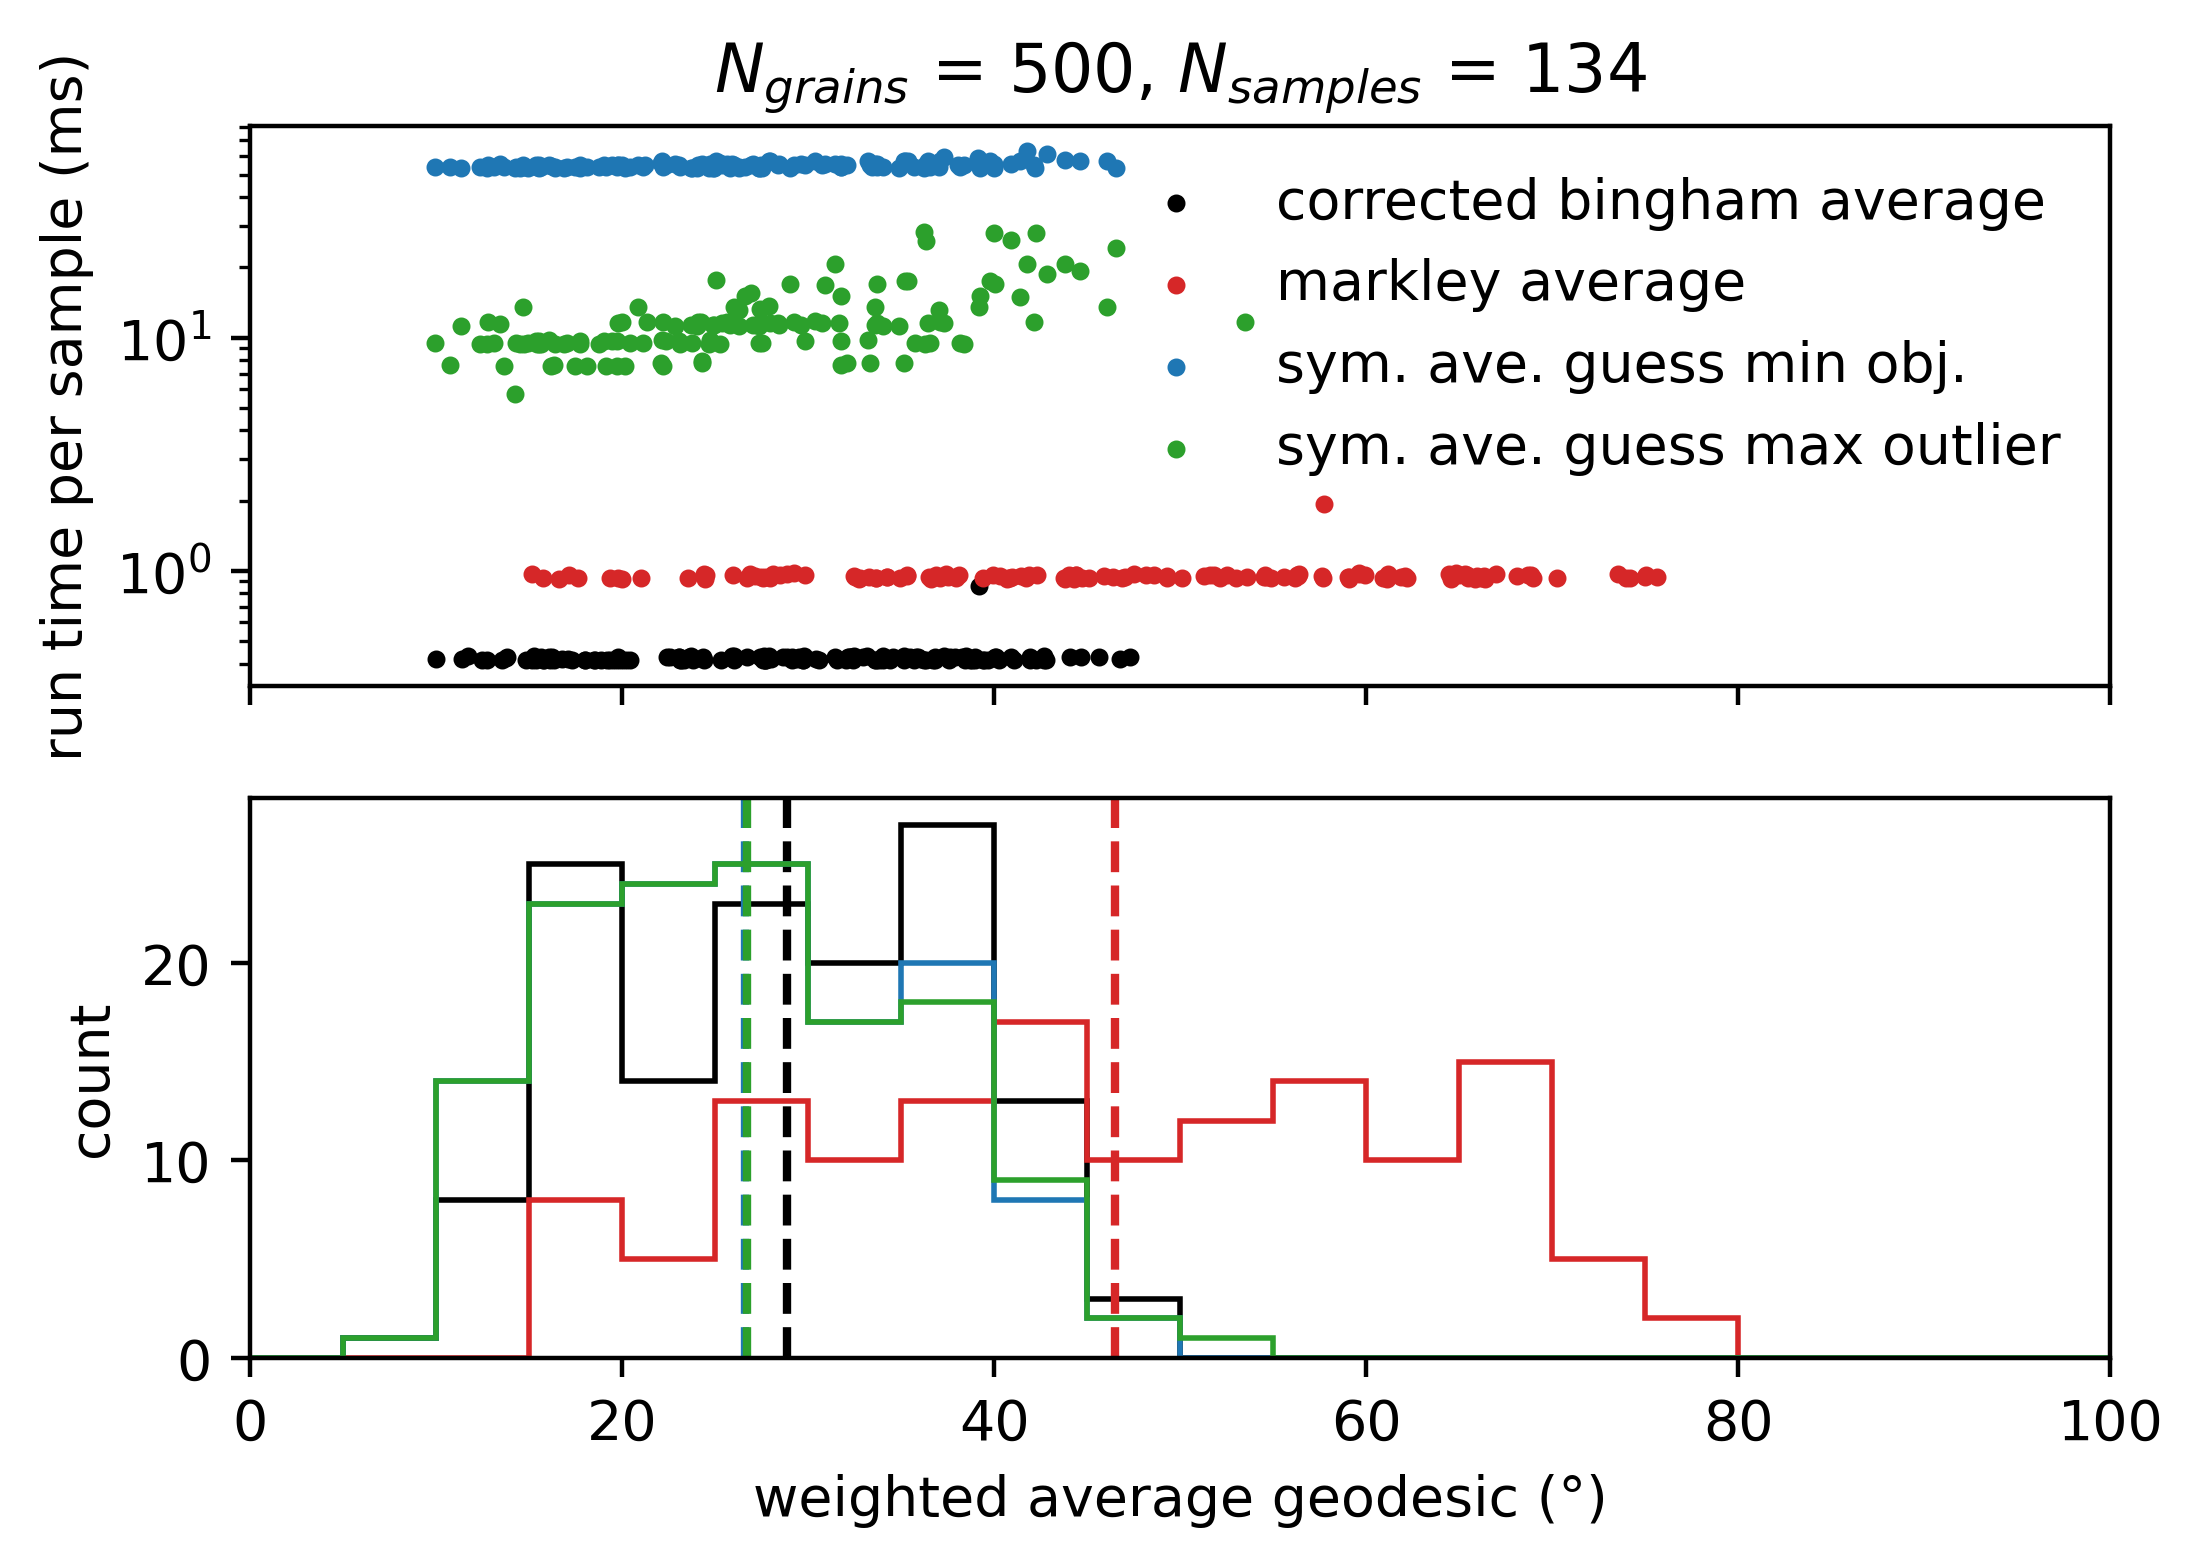 N_grains = 500, N_samples = 134
run time per sample (ms)
10^1
10^0
corrected bingham average
markley average
sym. ave. guess min obj.
sym. ave. guess max outlier
count
20
10
0
0 20 40 60 80 100
weighted average geodesic (°)